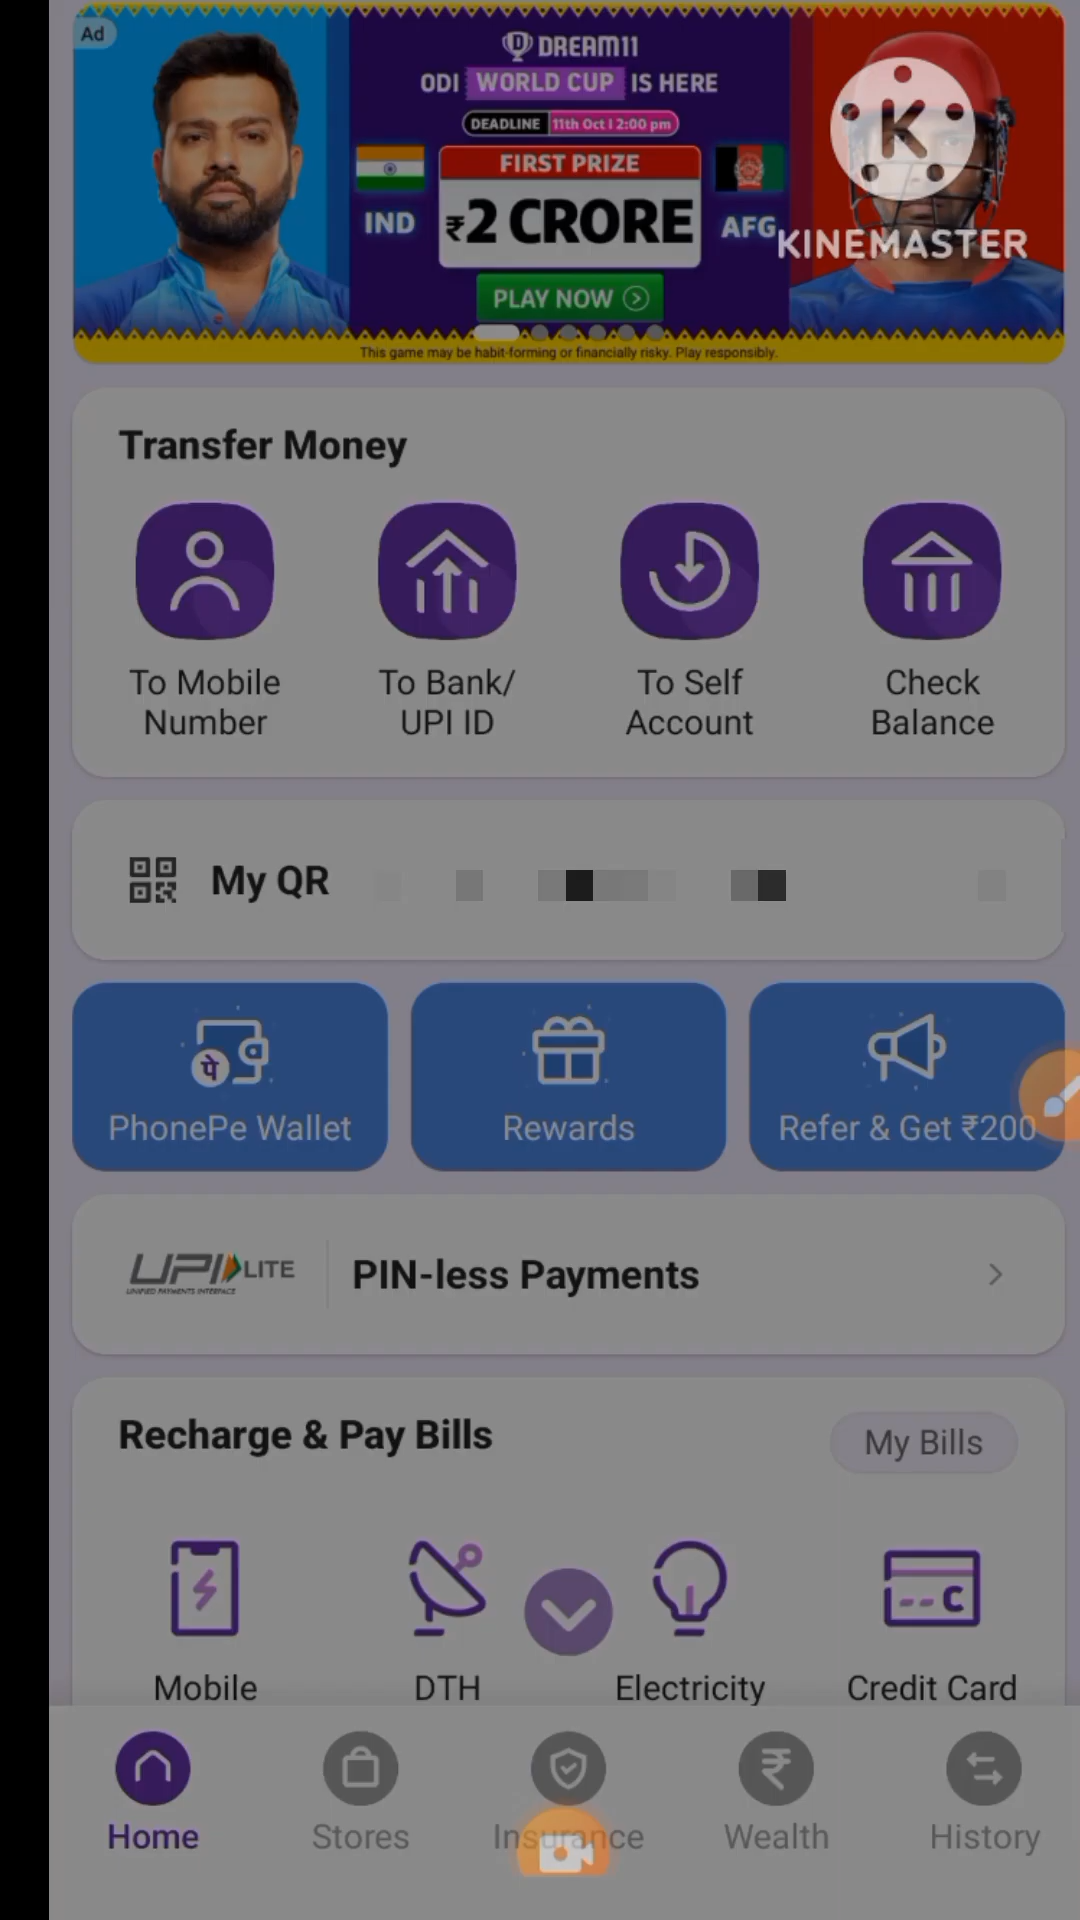 Ad
DREAM11
ODI WORLD CUP IS HERE
DEADLINE 11th Oct I 2:00 pm
FIRST PRIZE
IND
₹2 CRORE
AFG
K
KINEMASTER
PLAY NOW
This game may be habit-forming or financially risky. Play responsibly.
Transfer Money
To Mobile Number
To Bank/ UPI ID
To Self Account
Check Balance
My QR
पे
PhonePe Wallet
Rewards
Refer & Get ₹200
UPI LITE
UNIFIED PAYMENTS INTERFACE
PIN-less Payments
Recharge & Pay Bills
My Bills
Mobile
DTH
Electricity
Credit Card
Home
Stores
Insurance
Wealth
History